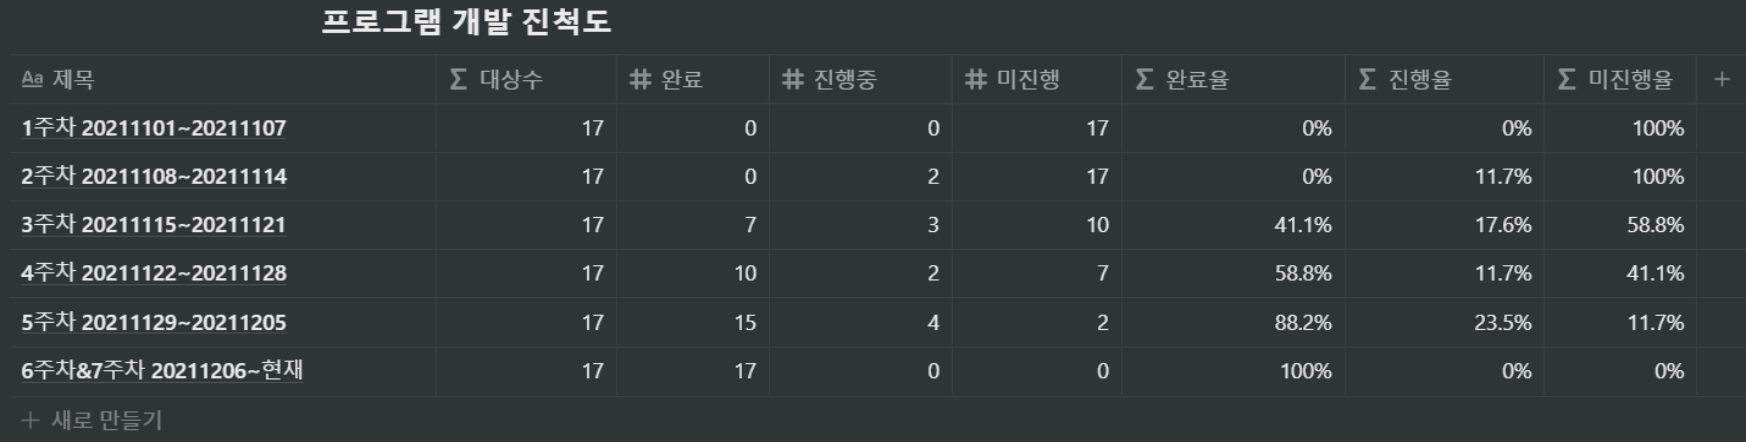 프로그램 개발 진척도
Aa 제목 Σ 대상수 # 완료 # 진행중 # 미진행 Σ 완료율 Σ 진행율 Σ 미진행율 +
1주차 20211101~20211107 17 0 0 17 0% 0% 100%
2주차 20211108~20211114 17 0 2 17 0% 11.7% 100%
3주차 20211115~20211121 17 7 3 10 41.1% 17.6% 58.8%
4주차 20211122~20211128 17 10 2 7 58.8% 11.7% 41.1%
5주차 20211129~20211205 17 15 4 2 88.2% 23.5% 11.7%
6주차&7주차 20211206~현재 17 17 0 0 100% 0% 0%
+ 새로 만들기